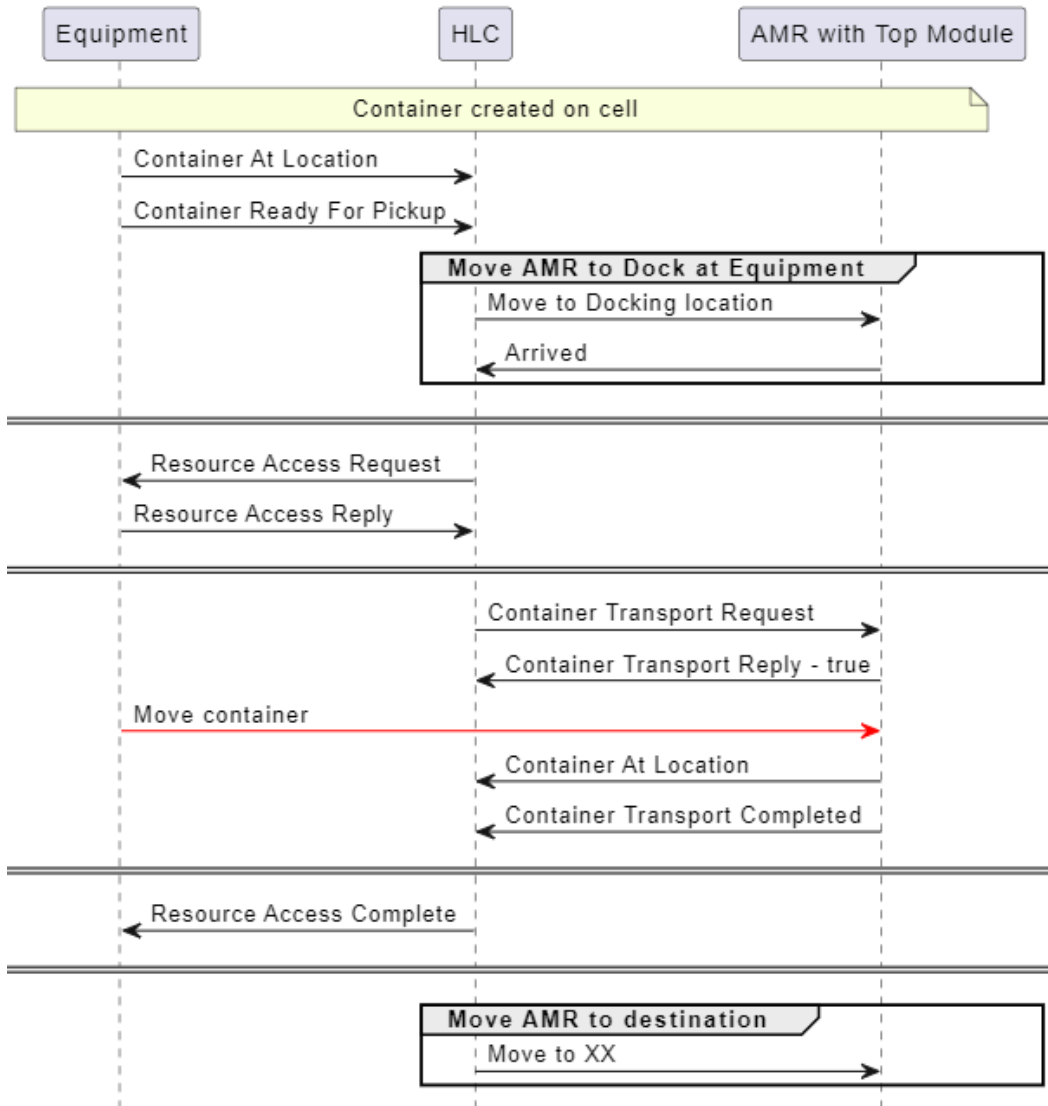 Equipment
HLC
AMR with Top Module
Container created on cell
Container At Location
Container Ready For Pickup
Move AMR to Dock at Equipment
Move to Docking location
Arrived
Resource Access Request
Resource Access Reply
Container Transport Request
Container Transport Reply - true
Move container
Container At Location
Container Transport Completed
Resource Access Complete
Move AMR to destination
Move to XX